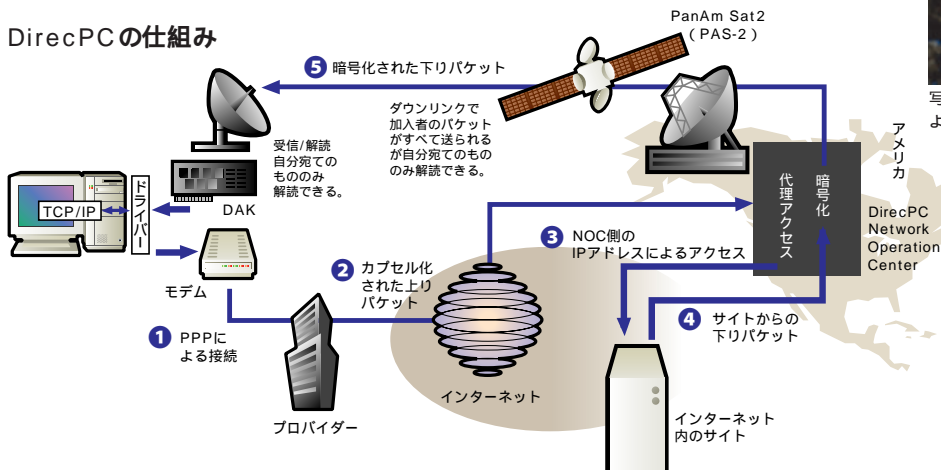 DirecPCの仕組み
PanAm Sat2
(PAS-2)
❺ 暗号化された下りパケット
ダウンリンクで
加入者のパケット
がすべて送られる
が自分宛てのもの
のみ解読できる。
受信/解読
自分宛ての
もののみ
解読できる。
DAK
TCP/IP
ドライバー
モデム
❶ PPPに
よる接続
プロバイダー
❷ カプセル化
された上り
パケット
インターネット
❸ NOC側の
IPアドレスによるアクセス
❹ サイトからの
下りパケット
インターネット
内のサイト
代理アクセス
暗号化
アメリカ
DirecPC
Network
Operation
Center
写
よ